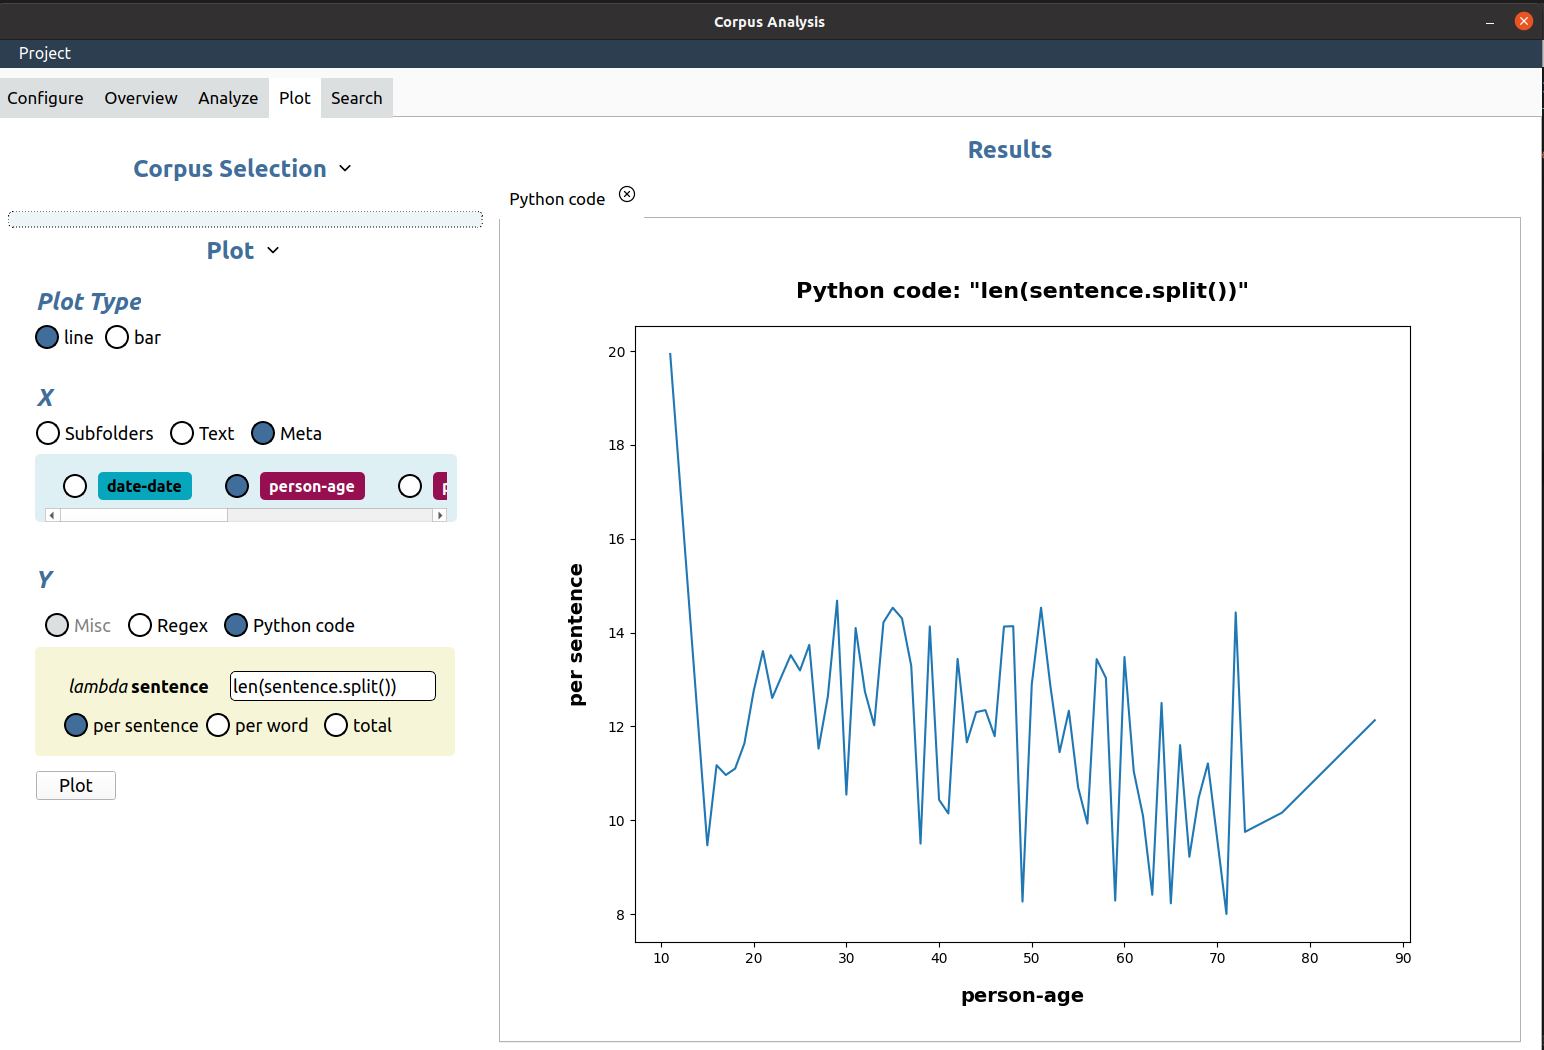 Corpus Analysis
Project
Configure Overview Analyze Plot Search
Corpus Selection
Plot
Plot Type
line bar
X
Subfolders Text Meta
date-date person-age
Y
Misc Regex Python code
lambda sentence len(sentence.split())
per sentence per word total
Plot
Results
Python code
Python code: "len(sentence.split())"
per sentence
20
18
16
14
12
10
8
10 20 30 40 50 60 70 80 90
person-age